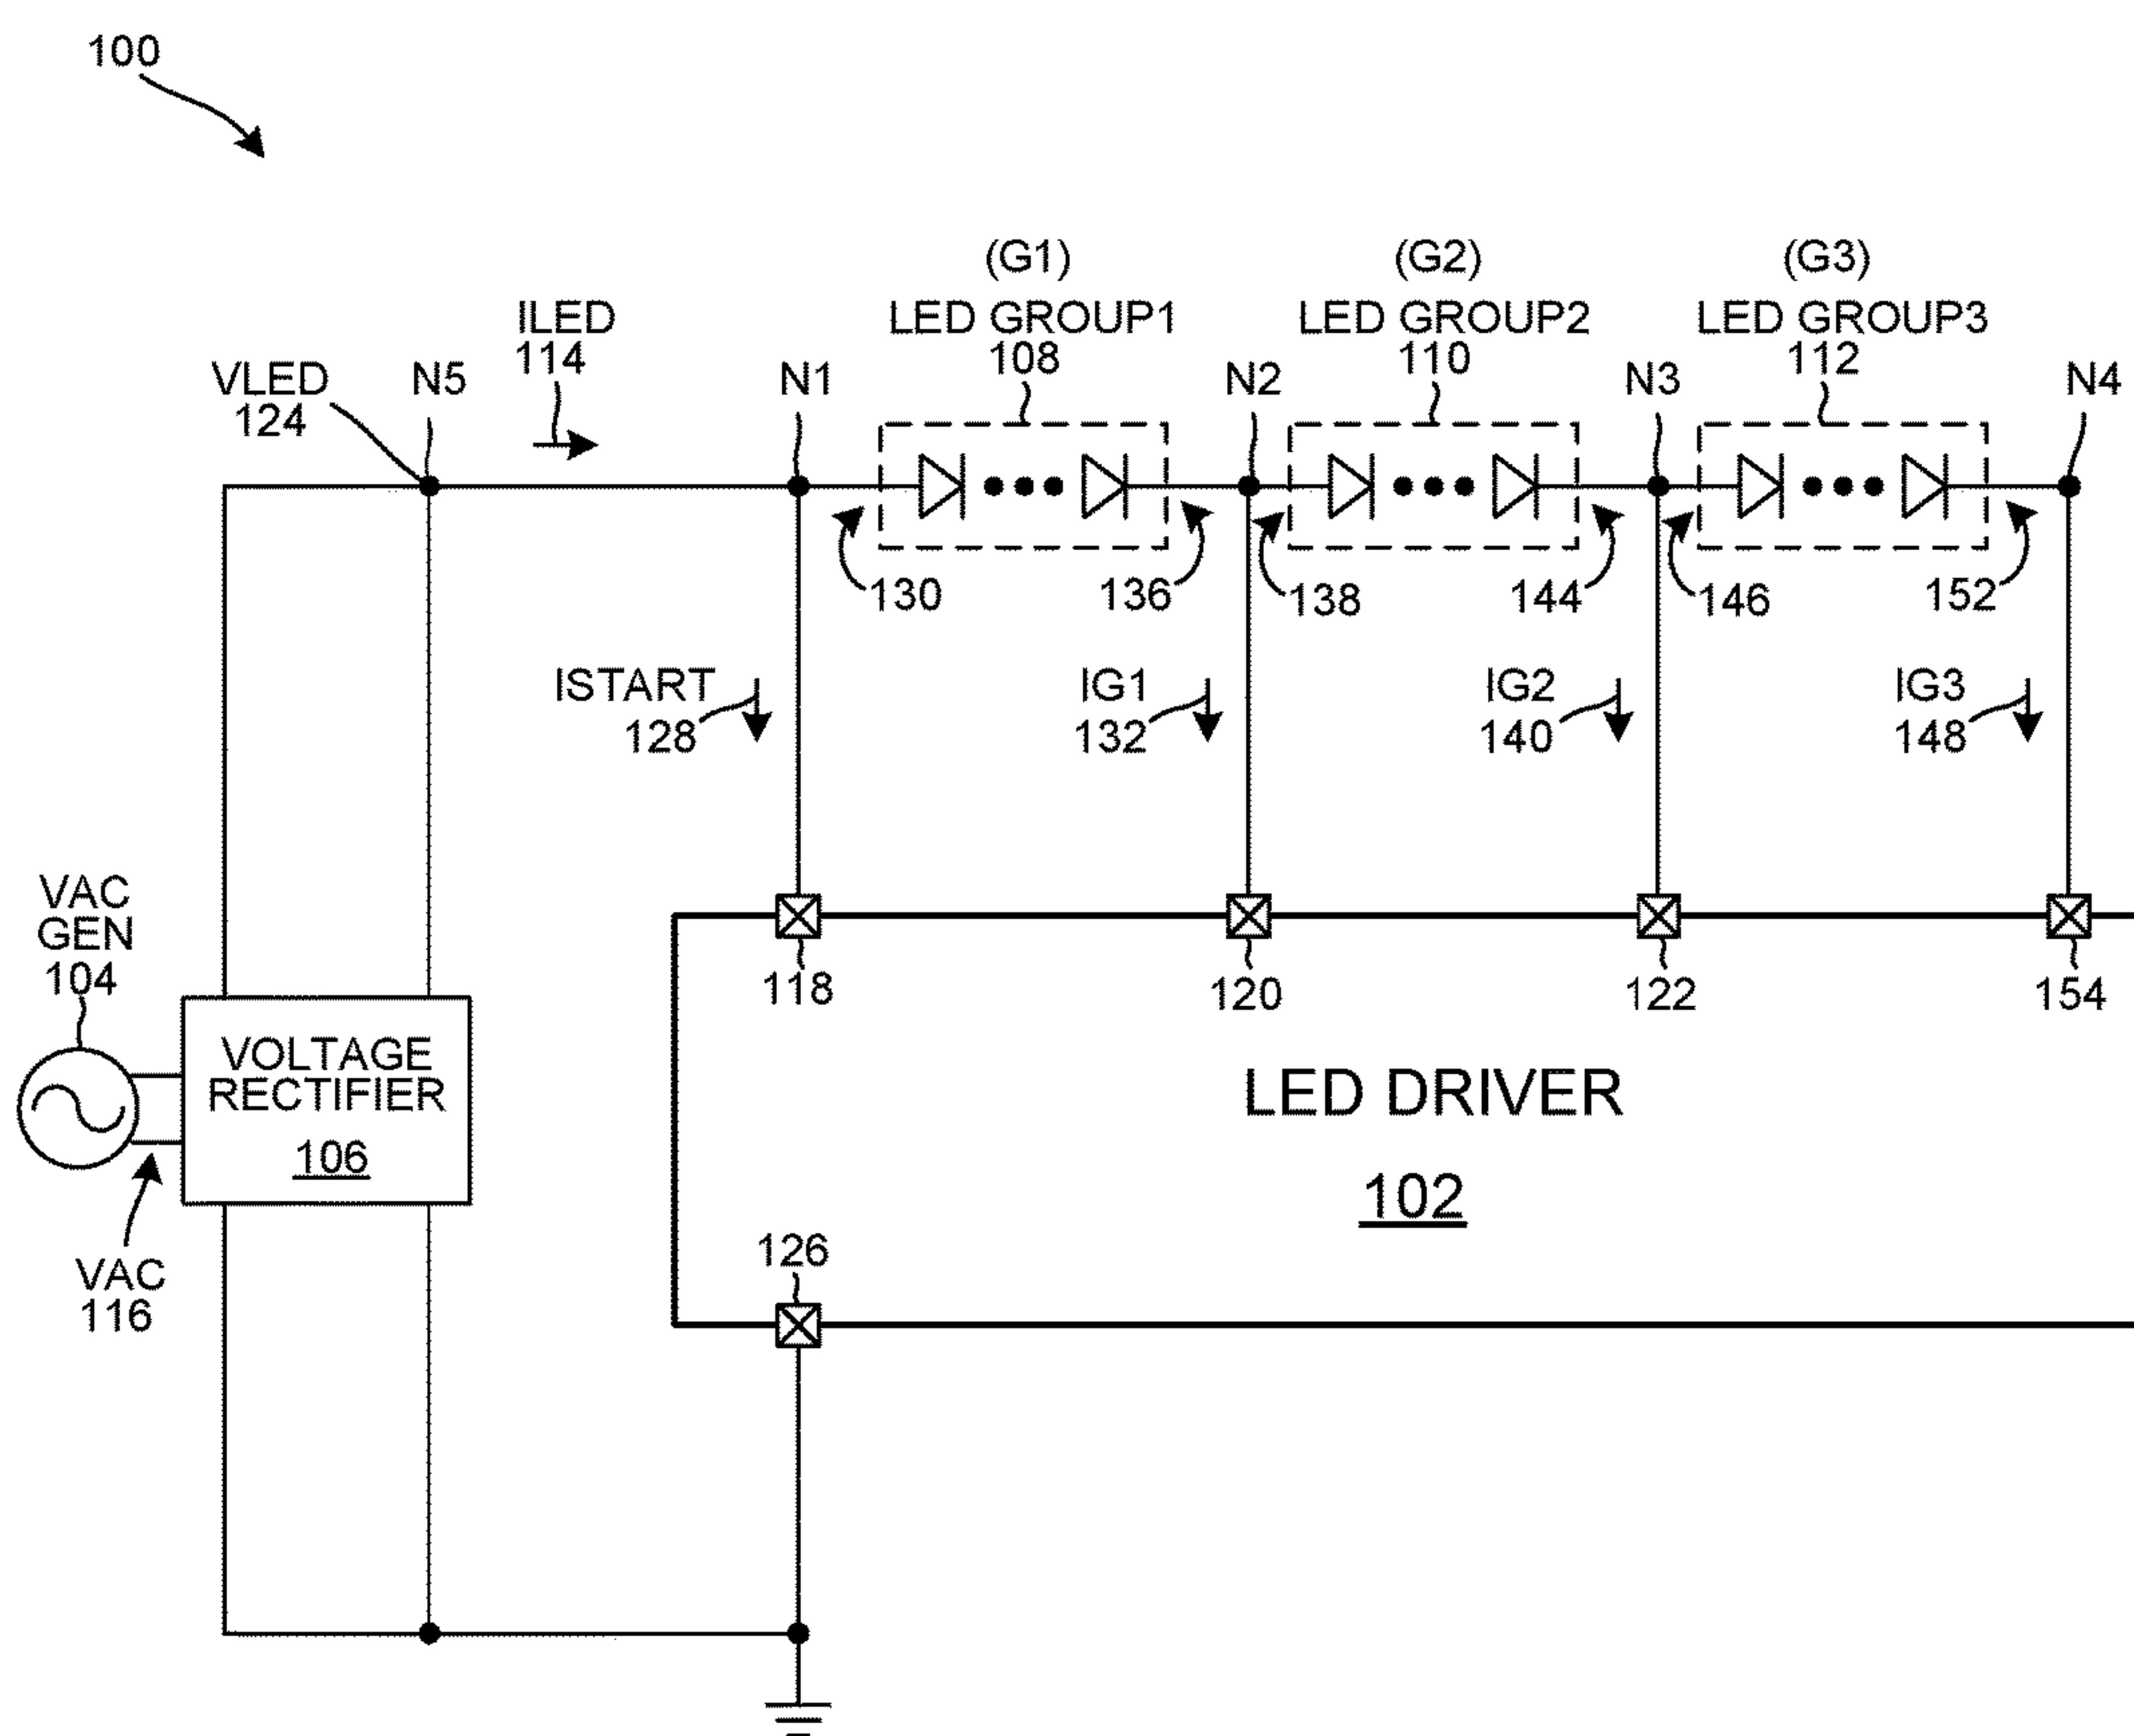 100
(G1)
LED GROUP1
108
(G2)
LED GROUP2
110
(G3)
LED GROUP3
112
ILED
114
VLED
124
N5
N1
N2
N3
N4
130
136
138
144
146
152
ISTART
128
IG1
132
IG2
140
IG3
148
118
120
122
154
VAC
GEN
104
VOLTAGE
RECTIFIER
106
VAC
116
LED DRIVER
102
126